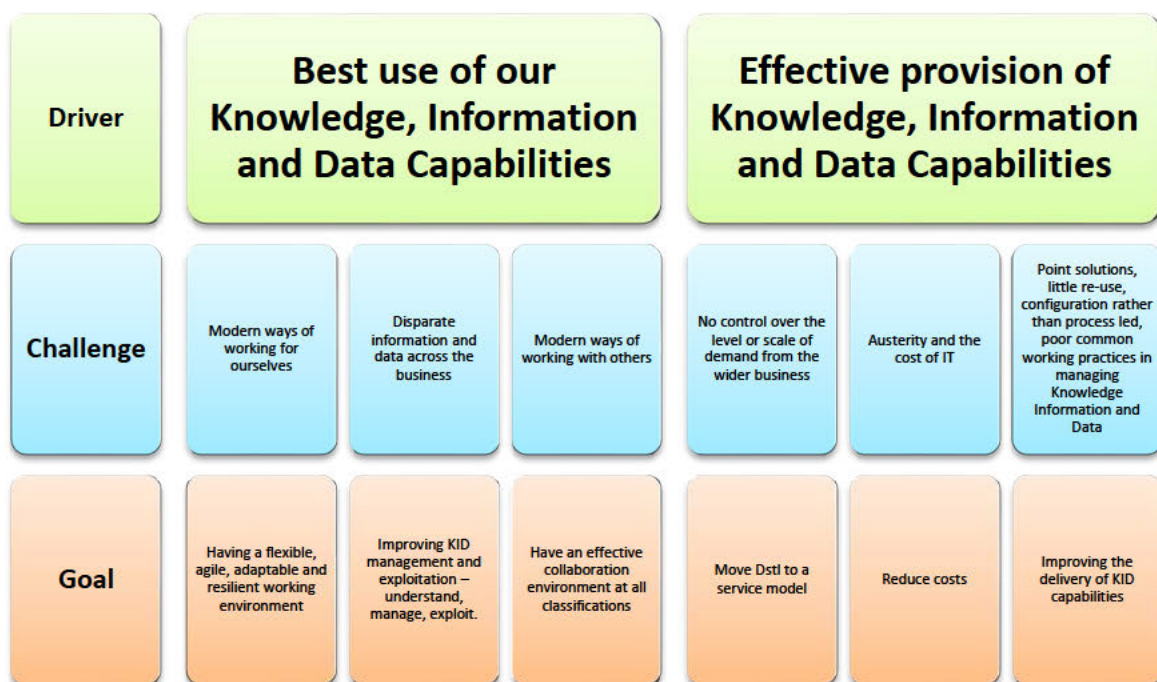 Driver
Best use of our
Knowledge, Information
and Data Capabilities
Effective provision of
Knowledge, Information
and Data Capabilities
Challenge
Modern ways of
working for
ourselves
Disparate
information and
data across the
business
Modern ways of
working with others
No control over the
level or scale of
demand from the
wider business
Austerity and the
cost of IT
Point solutions,
little re-use,
configuration rather
than process led,
poor common
working practices in
managing
Knowledge
Information and
Data
Goal
Having a flexible,
agile, adaptable and
resilient working
environment
Improving KID
management and
exploitation –
understand,
manage, exploit.
Have an effective
collaboration
environment at all
classifications
Move Dstl to a
service model
Reduce costs
Improving the
delivery of KID
capabilities